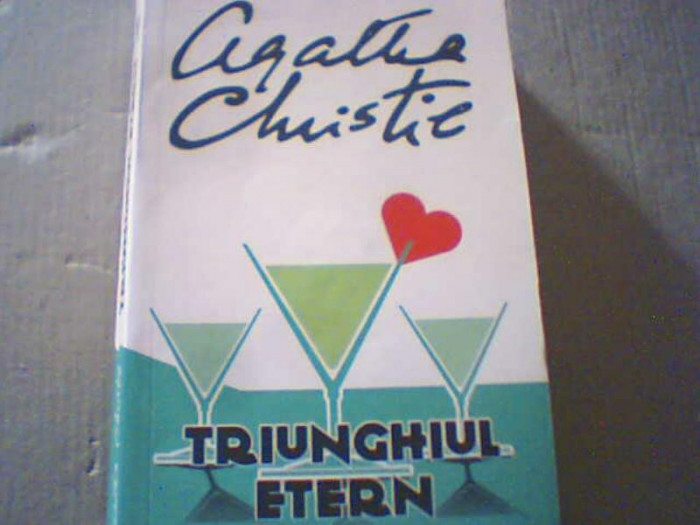 Agatha
Christie
TRIUNGHIUL
ETERN